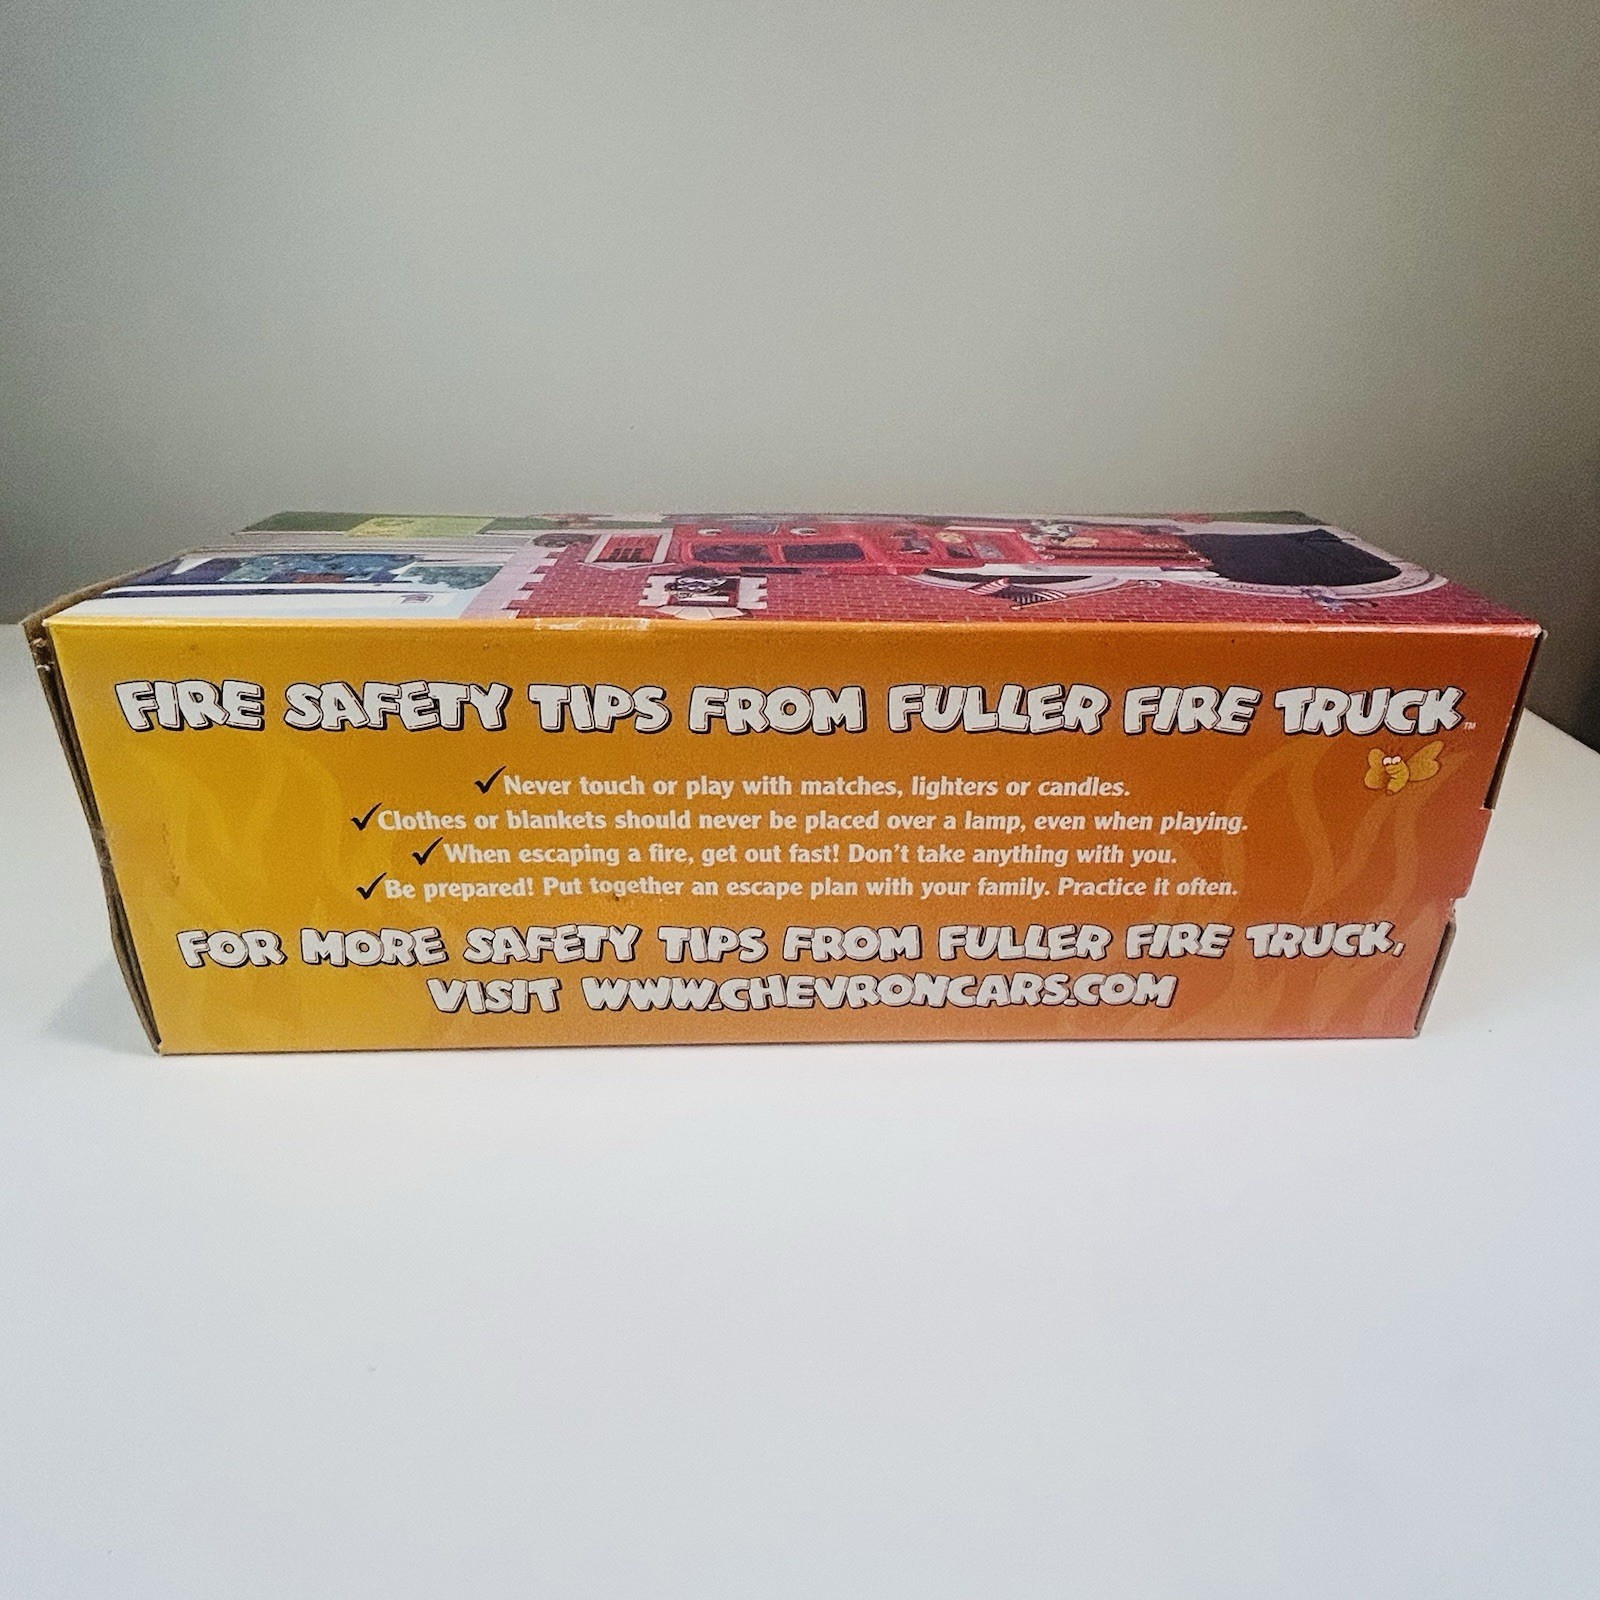 FIRE SAFETY TIPS FROM FULLER FIRE TRUCK™
✓Never touch or play with matches, lighters or candles.
✓Clothes or blankets should never be placed over a lamp, even when playing.
✓When escaping a fire, get out fast! Don't take anything with you.
✓Be prepared! Put together an escape plan with your family. Practice it often.
FOR MORE SAFETY TIPS FROM FULLER FIRE TRUCK,
VISIT WWW.CHEVRONCARS.COM